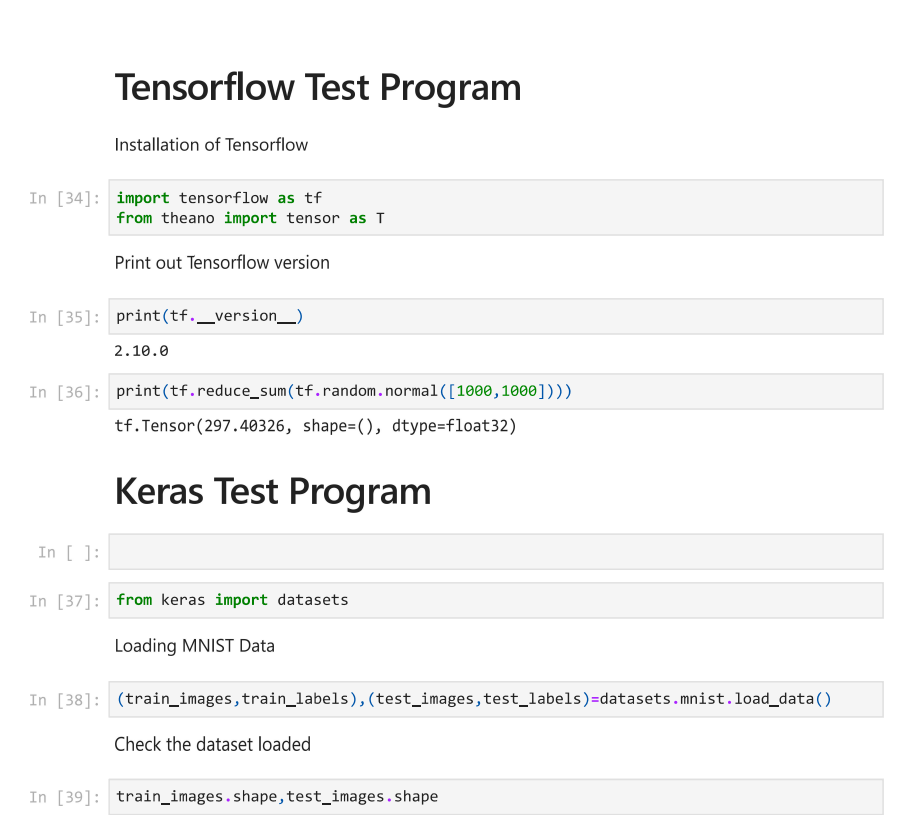 Tensorflow Test Program
Installation of Tensorflow
In [34]: import tensorflow as tf
from theano import tensor as T
Print out Tensorflow version
In [35]: print(tf.__version__)
2.10.0
In [36]: print(tf.reduce_sum(tf.random.normal([1000,1000])))
tf.Tensor(297.40326, shape=(), dtype=float32)
Keras Test Program
In [ ]:
In [37]: from keras import datasets
Loading MNIST Data
In [38]: (train_images,train_labels),(test_images,test_labels)=datasets.mnist.load_data()
Check the dataset loaded
In [39]: train_images.shape,test_images.shape